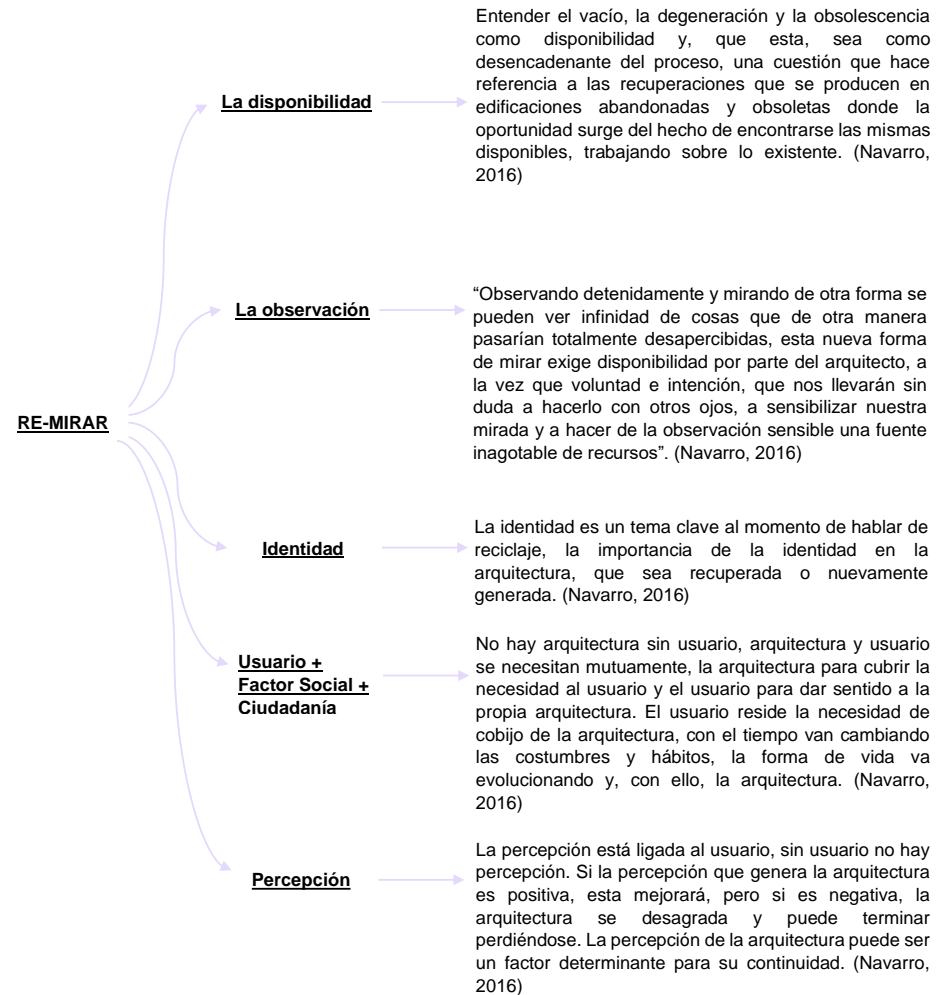 RE-MIRAR
La disponibilidad
Entender el vacío, la degeneración y la obsolescencia
como disponibilidad y, que esta, sea como
desencadenante del proceso, una cuestión que hace
referencia a las recuperaciones que se producen en
edificaciones abandonadas y obsoletas donde la
oportunidad surge del hecho de encontrarse las mismas
disponibles, trabajando sobre lo existente. (Navarro,
2016)
La observación
“Observando detenidamente y mirando de otra forma se
pueden ver infinidad de cosas que de otra manera
pasarían totalmente desapercibidas, esta nueva forma
de mirar exige disponibilidad por parte del arquitecto, a
la vez que voluntad e intención, que nos llevarán sin
duda a hacerlo con otros ojos, a sensibilizar nuestra
mirada y a hacer de la observación sensible una fuente
inagotable de recursos”. (Navarro, 2016)
Identidad
La identidad es un tema clave al momento de hablar de
reciclaje, la importancia de la identidad en la
arquitectura, que sea recuperada o nuevamente
generada. (Navarro, 2016)
Usuario +
Factor Social +
Ciudadanía
No hay arquitectura sin usuario, arquitectura y usuario
se necesitan mutuamente, la arquitectura para cubrir la
necesidad al usuario y el usuario para dar sentido a la
propia arquitectura. El usuario reside la necesidad de
cobijo de la arquitectura, con el tiempo van cambiando
las costumbres y hábitos, la forma de vida va
evolucionando y, con ello, la arquitectura. (Navarro,
2016)
Percepción
La percepción está ligada al usuario, sin usuario no hay
percepción. Si la percepción que genera la arquitectura
es positiva, esta mejorará, pero si es negativa, la
arquitectura se desagrada y puede terminar
perdiéndose. La percepción de la arquitectura puede ser
un factor determinante para su continuidad. (Navarro,
2016)